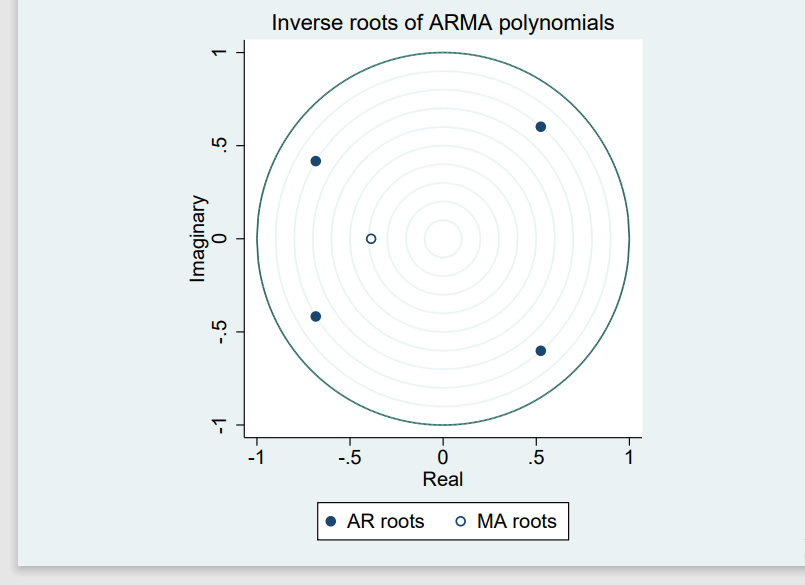 Inverse roots of ARMA polynomials
1
.5
0
-.5
-1
Imaginary
-1 -.5 0 .5 1
Real
AR roots MA roots